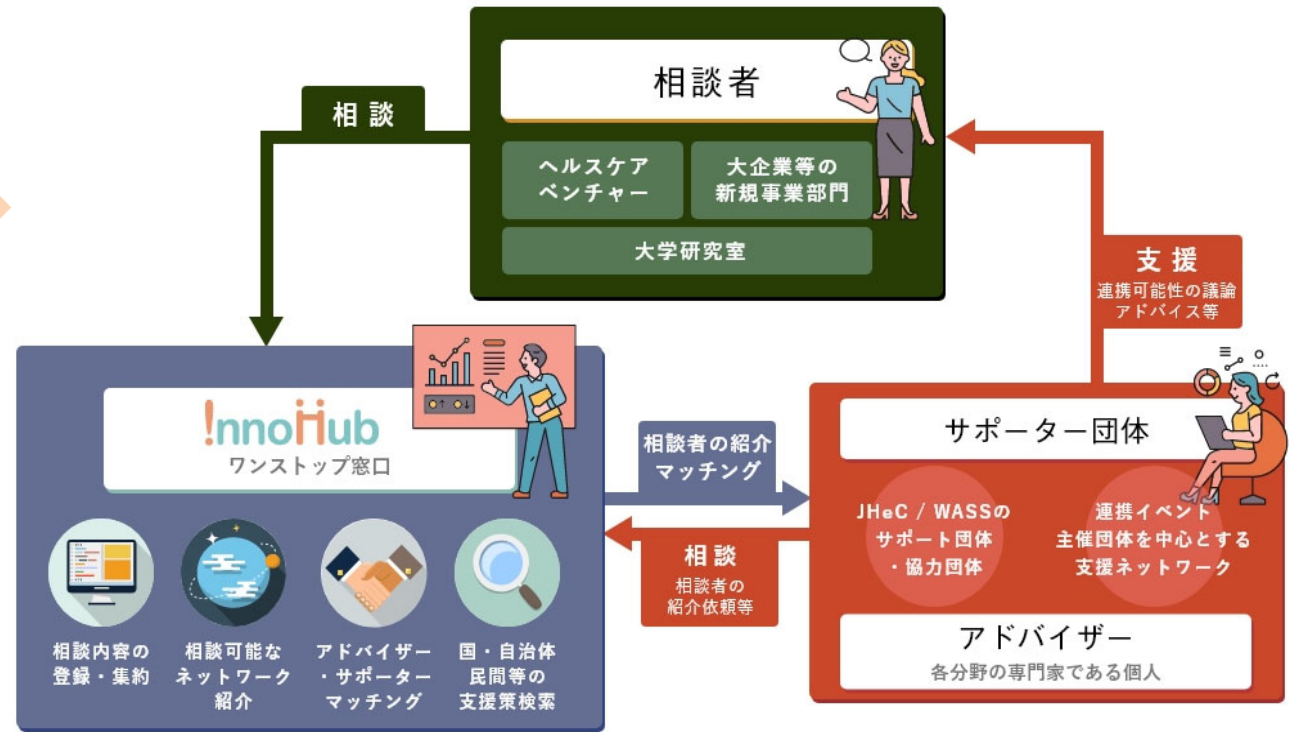 相談者
相談
ヘルスケア
ベンチャー
大企業等の
新規事業部門
大学研究室
支援
連携可能性の議論
アドバイス等
InnoHub
ワンストップ窓口
相談内容の
登録・集約
相談可能な
ネットワーク
紹介
アドバイザー
・サポーター
マッチング
国・自治体
民間等の
支援策検索
相談者の紹介
マッチング
相談
相談者の
紹介依頼等
サポーター団体
JHeC / WASSの
サポート団体
・協力団体
連携イベント
主催団体を中心とする
支援ネットワーク
アドバイザー
各分野の専門家である個人